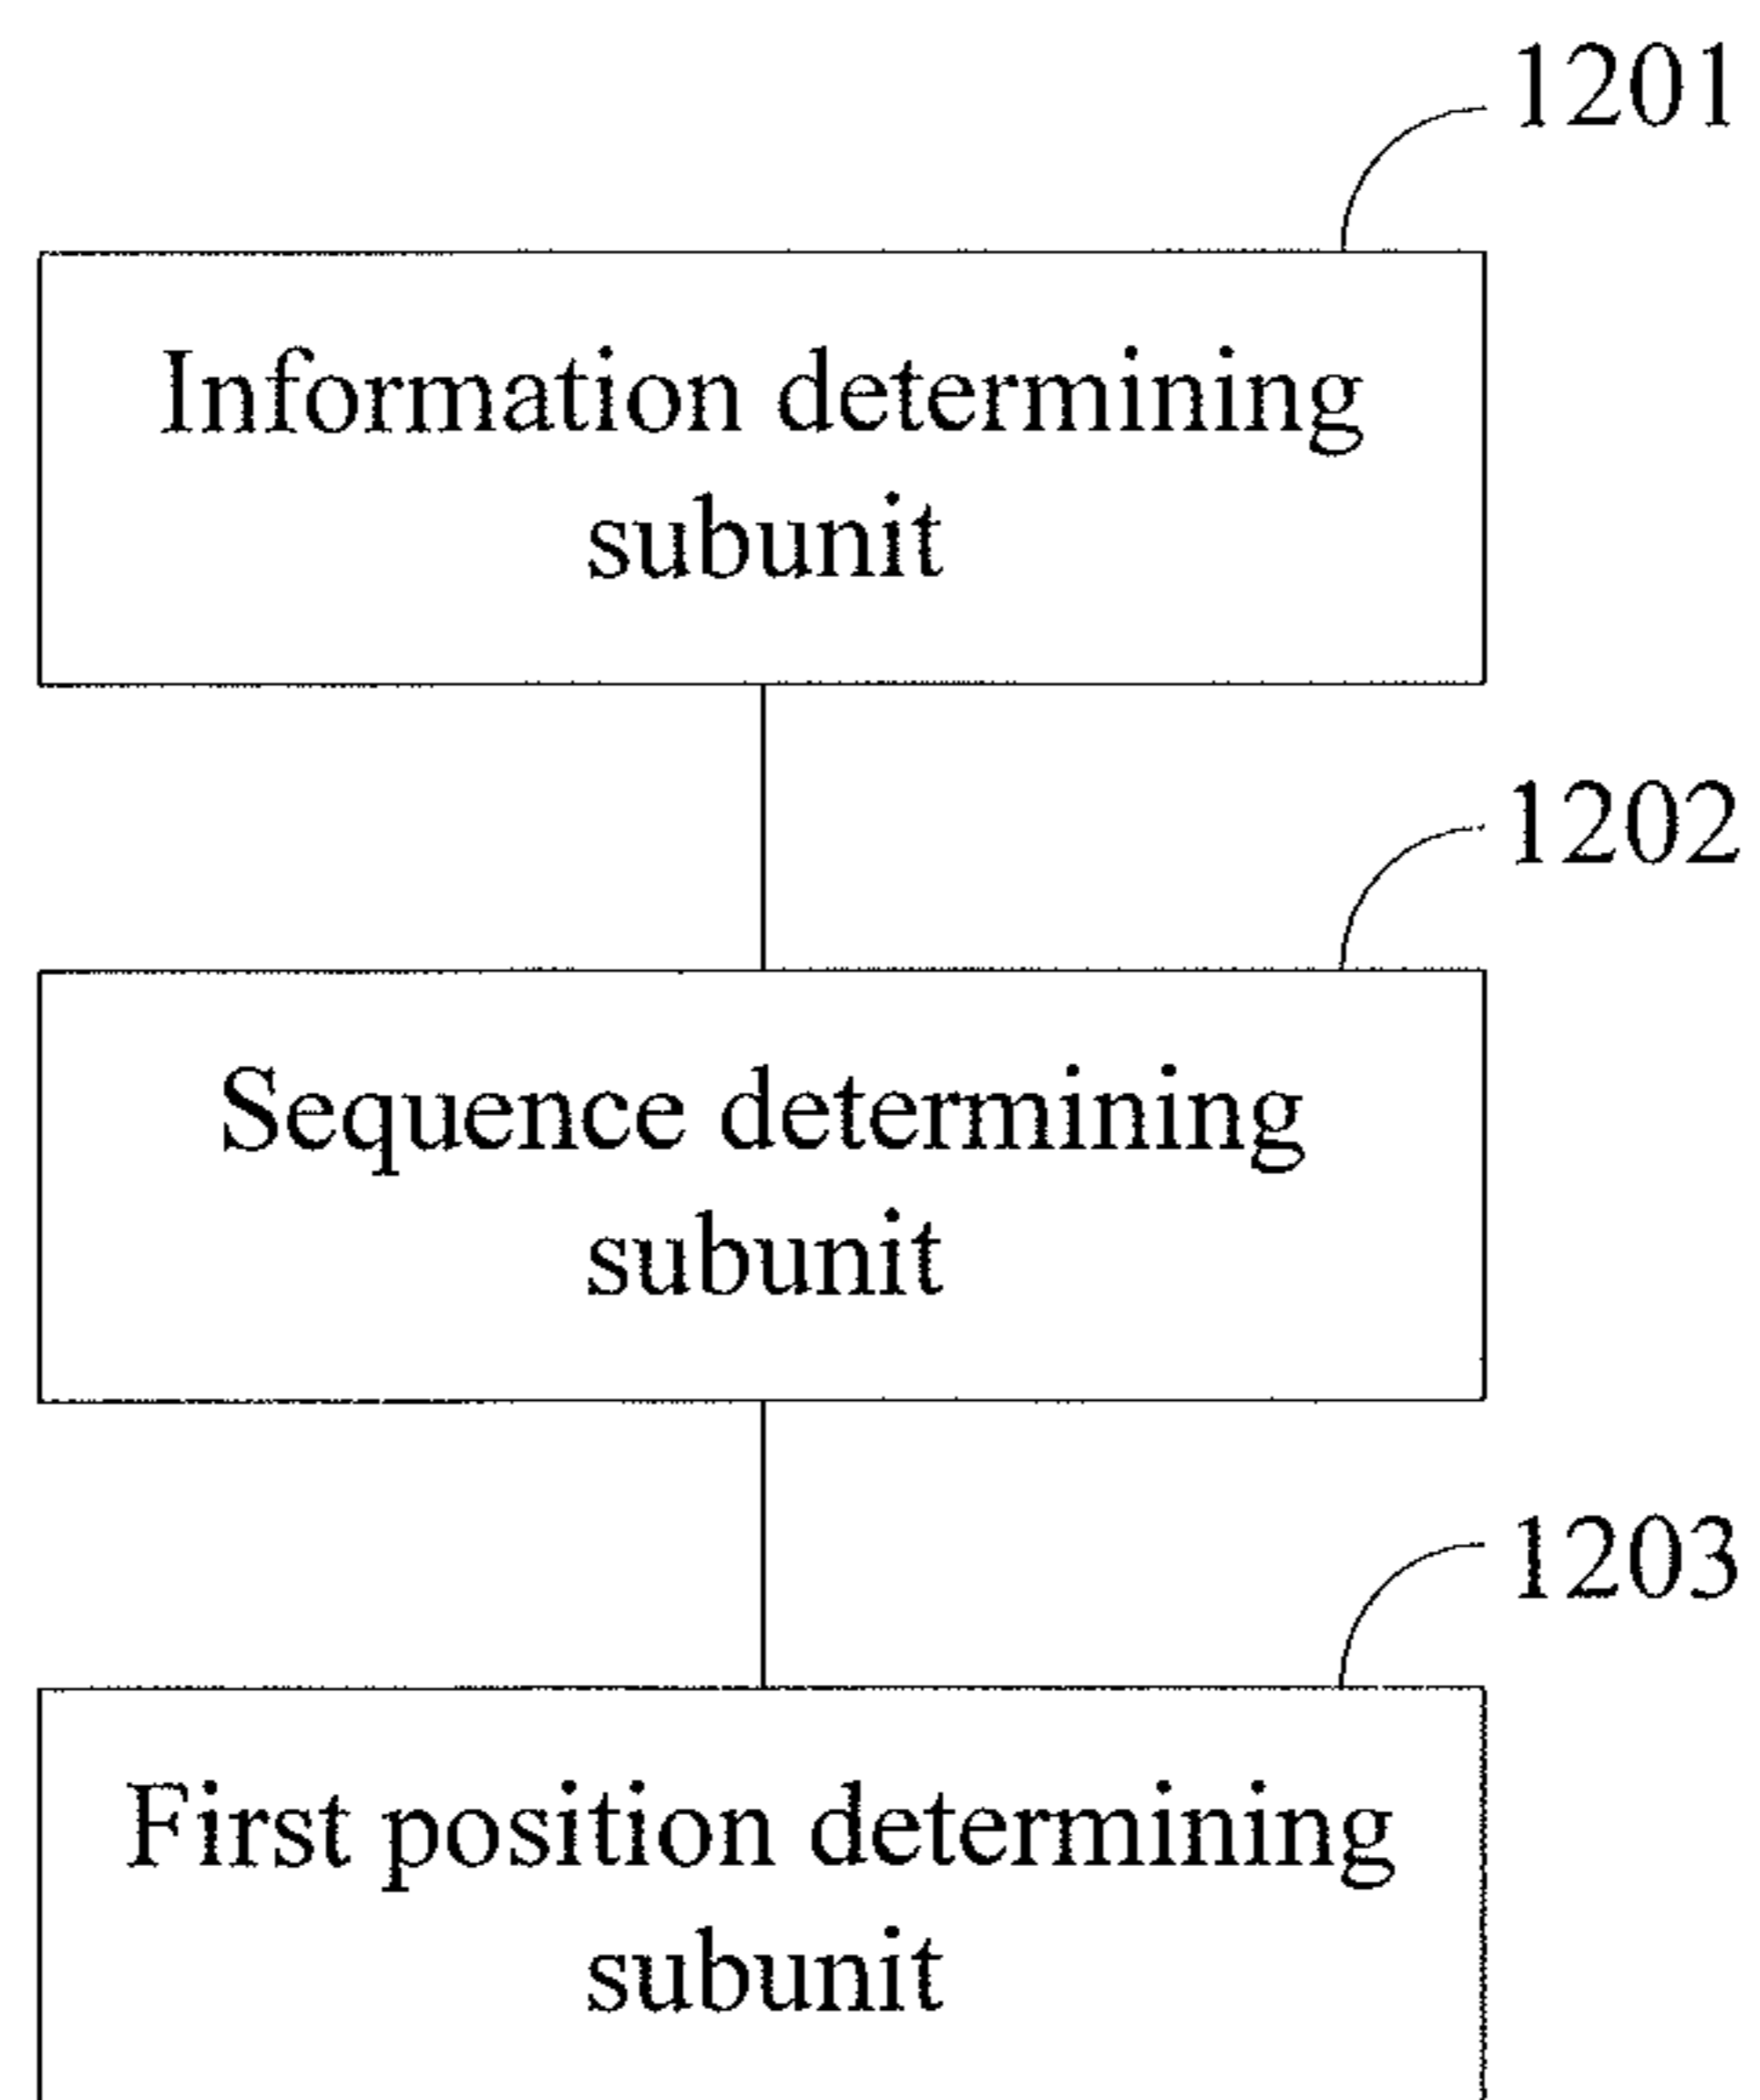 1201
Information determining
subunit
1202
Sequence determining
subunit
1203
First position determining
subunit